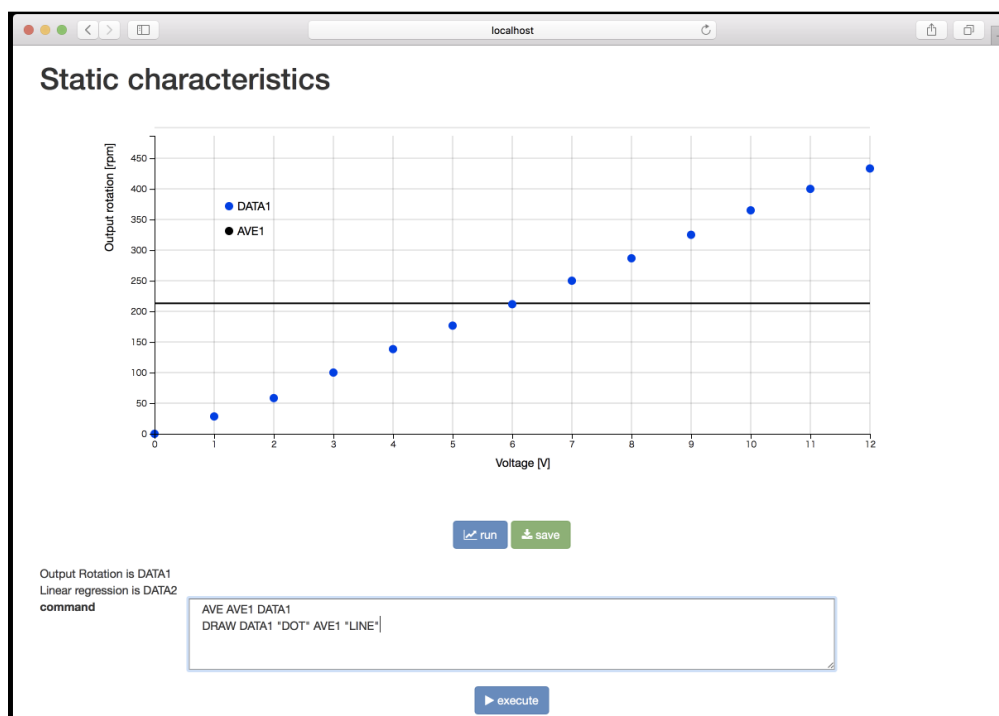 localhost
Static characteristics
Output rotation [rpm]
450
400
350
300
250
200
150
100
50
0
DATA1
AVE1
0 1 2 3 4 5 6 7 8 9 10 11 12
Voltage [V]
run save
Output Rotation is DATA1
Linear regression is DATA2
command
AVE AVE1 DATA1
DRAW DATA1 "DOT" AVE1 "LINE"
execute